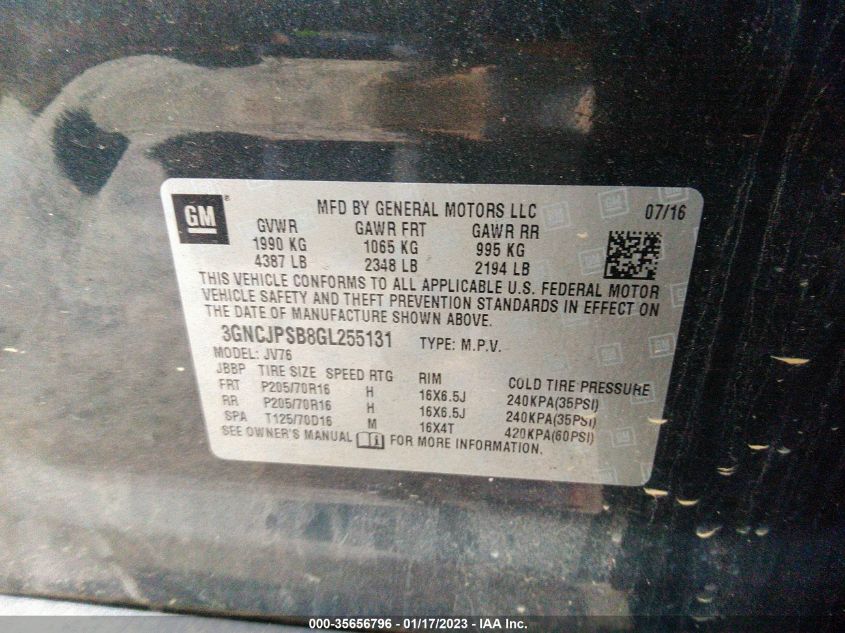 GM ®
MFD BY GENERAL MOTORS LLC 07/16
GVWR GAWR FRT GAWR RR
1990 KG 1065 KG 995 KG
4387 LB 2348 LB 2194 LB
THIS VEHICLE CONFORMS TO ALL APPLICABLE U.S. FEDERAL MOTOR
VEHICLE SAFETY AND THEFT PREVENTION STANDARDS IN EFFECT ON
THE DATE OF MANUFACTURE SHOWN ABOVE.
3GNCJPSB8GL255131 TYPE: M.P.V.
MODEL: JV76
JBBP TIRE SIZE SPEED RTG RIM COLD TIRE PRESSURE
FRT P205/70R16 H 16X6.5J 240KPA(35PSI)
RR P205/70R16 H 16X6.5J 240KPA(35PSI)
SPA T125/70D16 M 16X4T 420KPA(60PSI)
SEE OWNER'S MANUAL FOR MORE INFORMATION.
000-35656796 - 01/17/2023 - IAA Inc.